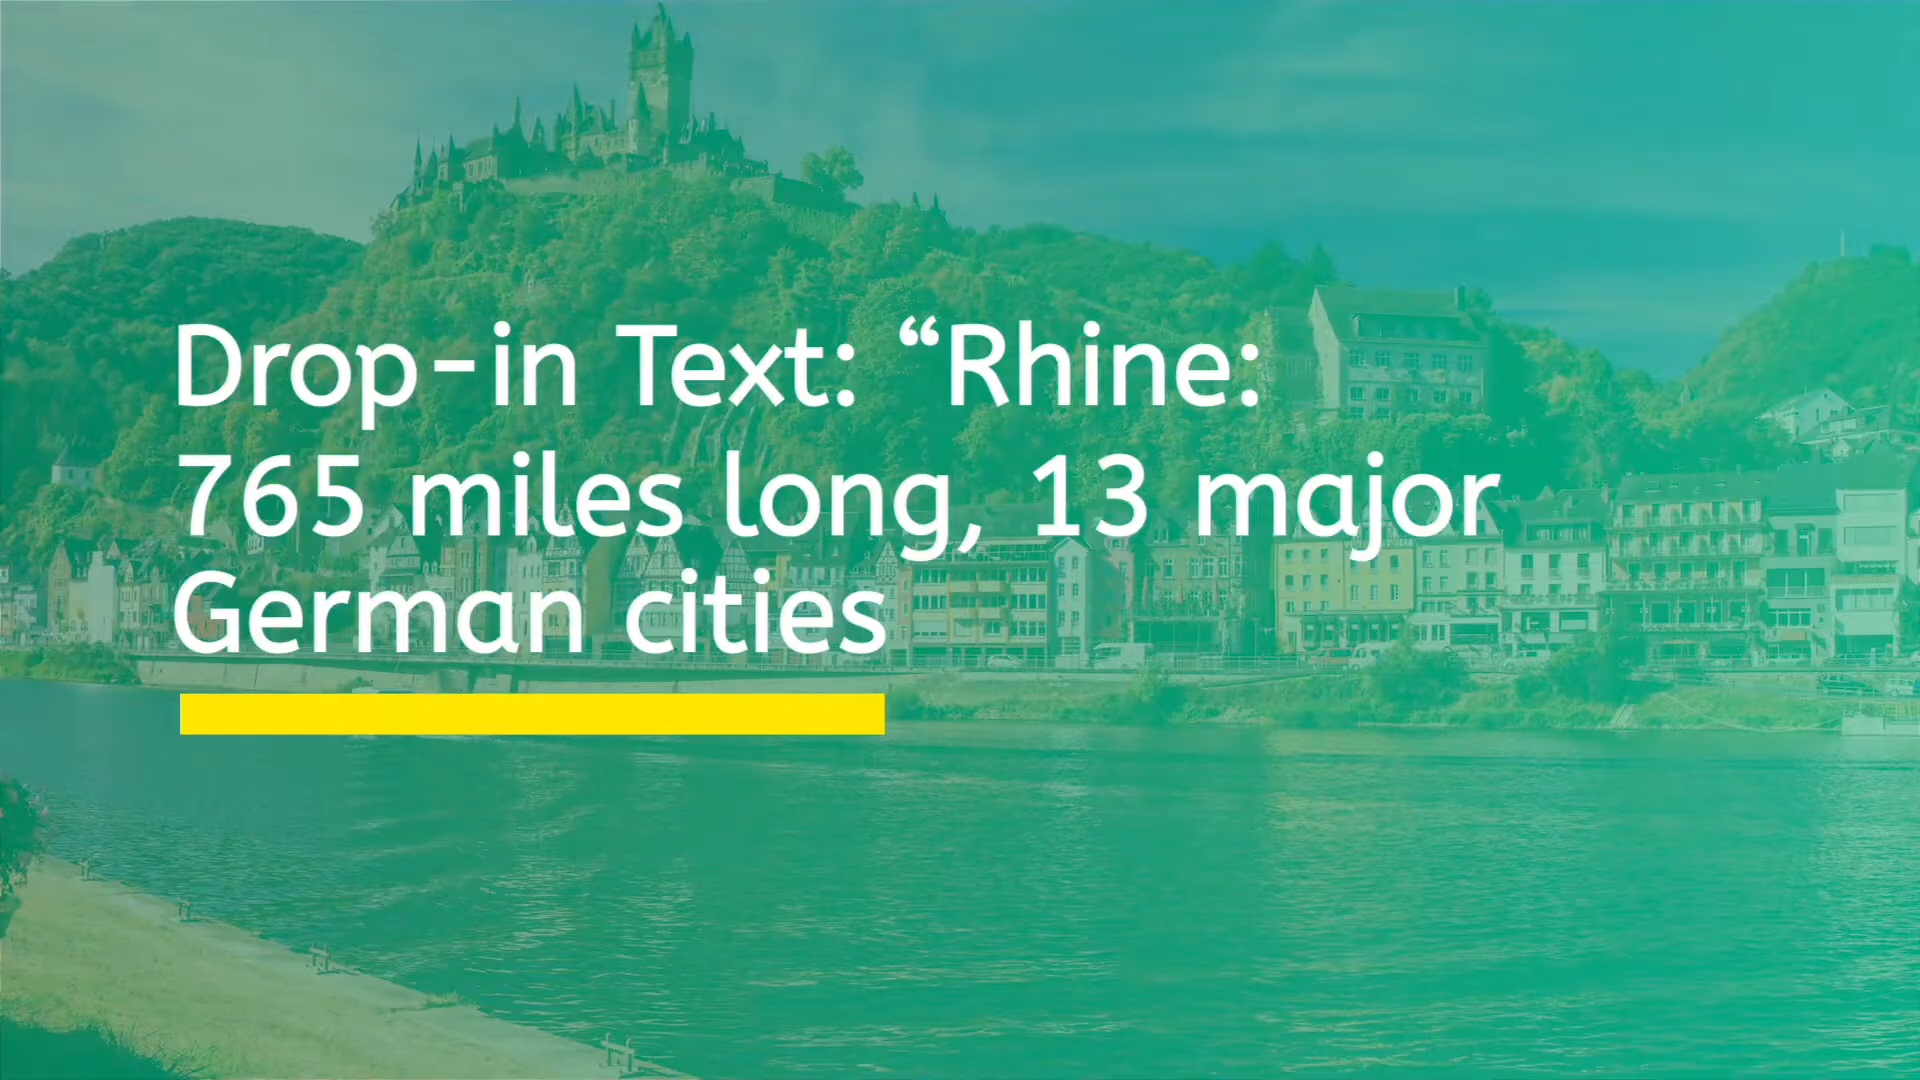 Drop-in Text: “Rhine:
765 miles long, 13 major
German cities